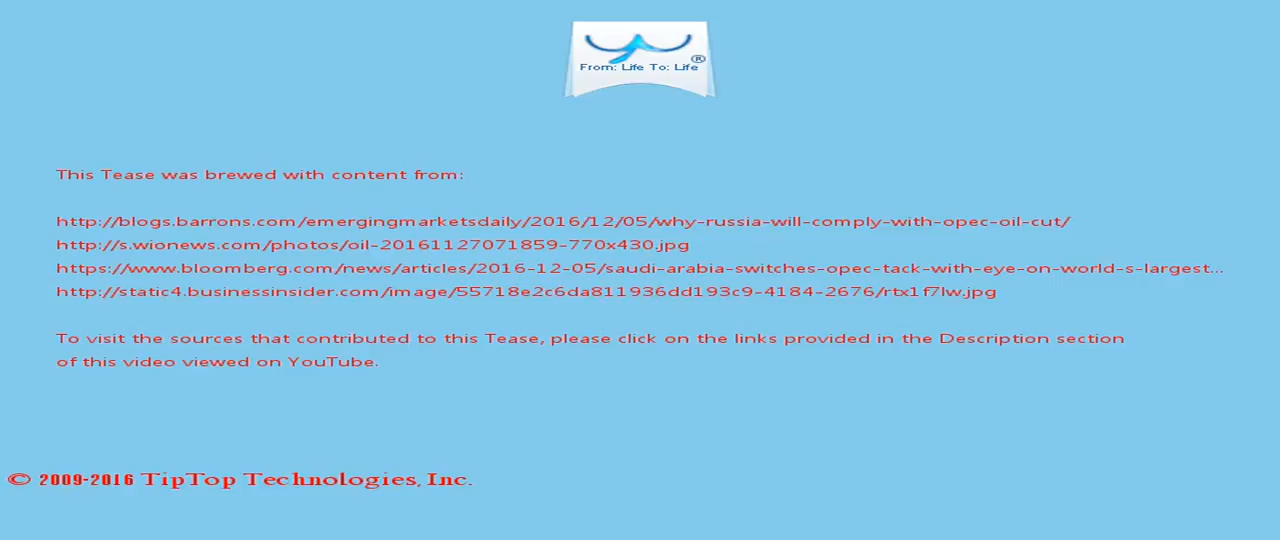 From: Life To: Life®
This Tease was brewed with content from:
http://blogs.barrons.com/emergingmarketsdaily/2016/12/05/why-russia-will-comply-with-opec-oil-cut/
http://s.wionews.com/photos/oil-20161127071859-770x430.jpg
https://www.bloomberg.com/news/articles/2016-12-05/saudi-arabia-switches-opec-tack-with-eye-on-world-s-largest...
http://static4.businessinsider.com/image/55718e2c6da811936dd193c9-4184-2676/rtx1f7lw.jpg
To visit the sources that contributed to this Tease, please click on the links provided in the Description section
of this video viewed on YouTube.
© 2009-2016 TipTop Technologies, Inc.